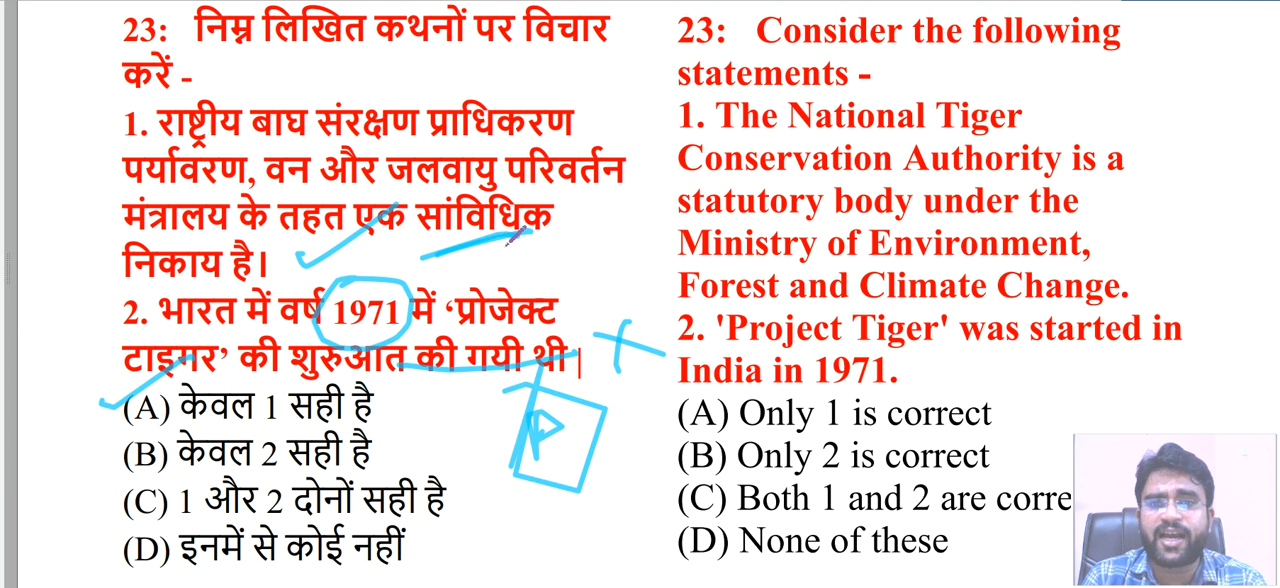 23: निम्न लिखित कथनों पर विचार
करें -
1. राष्ट्रीय बाघ संरक्षण प्राधिकरण
पर्यावरण, वन और जलवायु परिवर्तन
मंत्रालय के तहत एक सांविधिक
निकाय है।
2. भारत में वर्ष 1971 में ‘प्रोजेक्ट
टाइगर’ की शुरुआत की गयी थी|
(A) केवल 1 सही है
(B) केवल 2 सही है
(C) 1 और 2 दोनों सही है
(D) इनमें से कोई नहीं
P
23: Consider the following
statements -
1. The National Tiger
Conservation Authority is a
statutory body under the
Ministry of Environment,
Forest and Climate Change.
2. 'Project Tiger' was started in
India in 1971.
(A) Only 1 is correct
(B) Only 2 is correct
(C) Both 1 and 2 are corre
(D) None of these